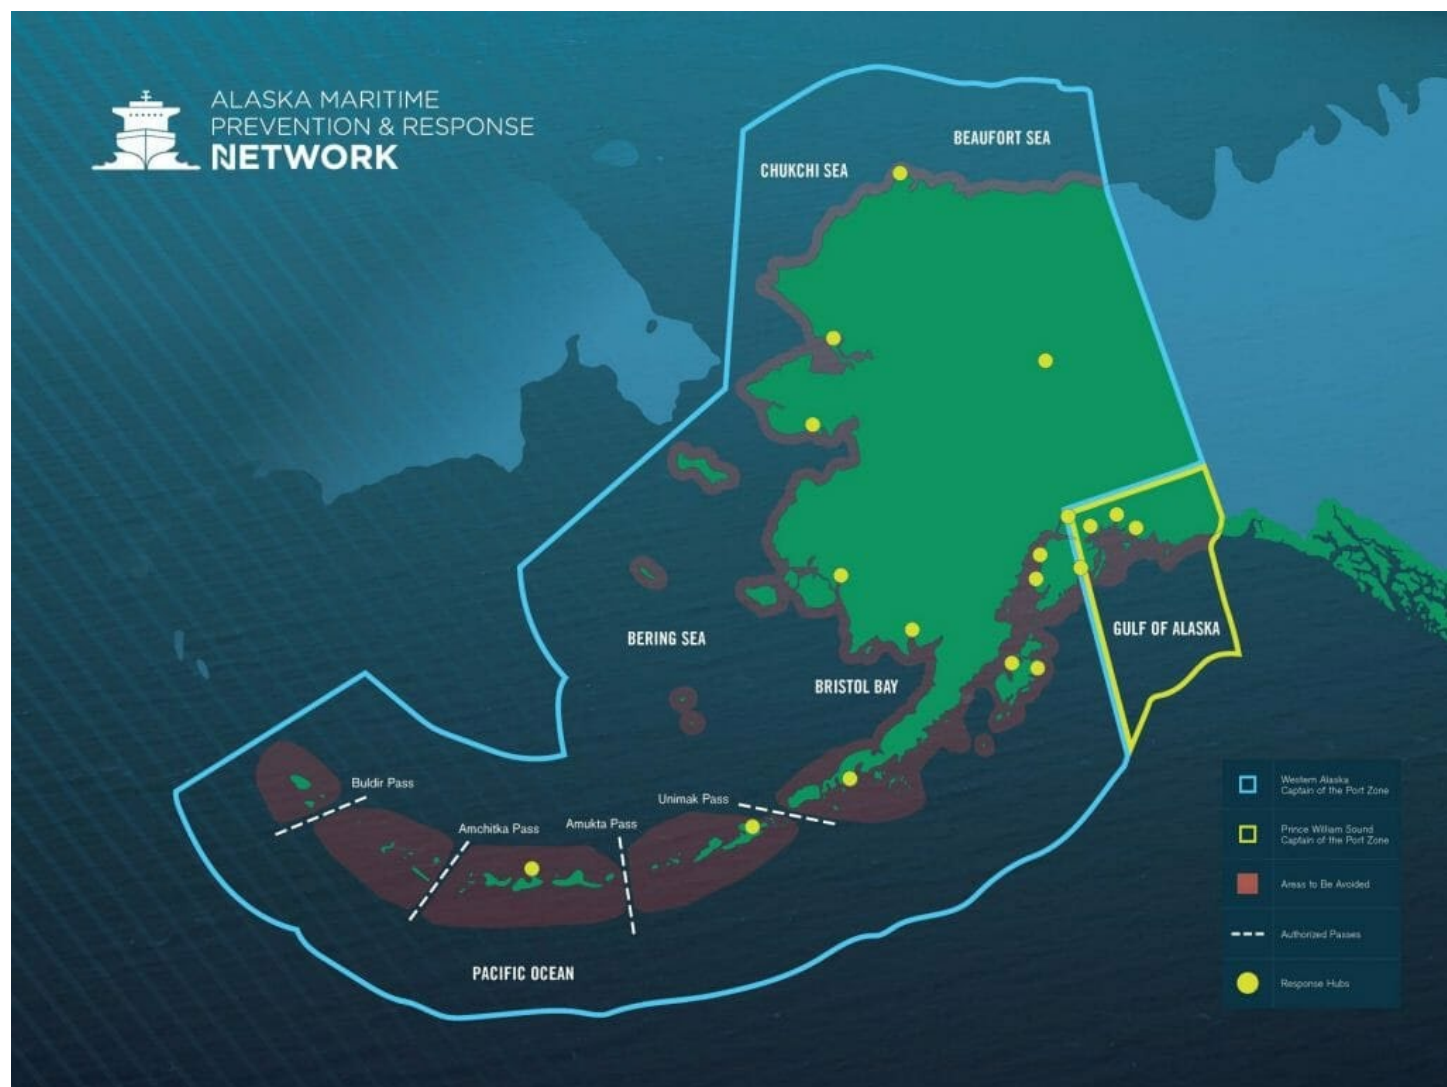 ALASKA MARITIME
PREVENTION & RESPONSE
NETWORK
BEAUFORT SEA
CHUKCHI SEA
GULF OF ALASKA
BERING SEA
BRISTOL BAY
Buldir Pass
Unimak Pass
Amchitka Pass
Amukta Pass
PACIFIC OCEAN
Western Alaska
Captain of the Port Zone
Prince William Sound
Captain of the Port Zone
Areas to Be Avoided
Authorized Passes
Response Hubs